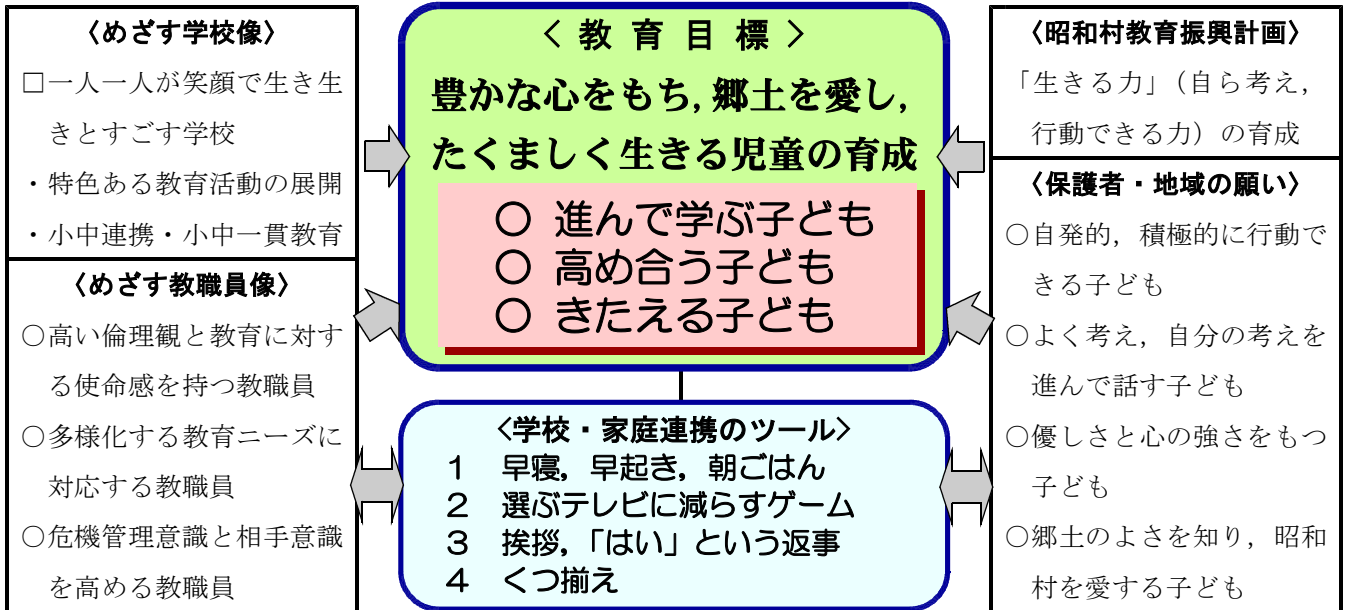 〈めざす学校像〉
□一人一人が笑顔で生き生
きとすごす学校
・特色ある教育活動の展開
・小中連携・小中一貫教育
〈めざす教職員像〉
○高い倫理観と教育に対す
る使命感を持つ教職員
○多様化する教育ニーズに
対応する教職員
○危機管理意識と相手意識
を高める教職員
〈 教 育 目 標 〉
豊かな心をもち,郷土を愛し,
たくましく生きる児童の育成
○ 進んで学ぶ子ども
○ 高め合う子ども
○ きたえる子ども
〈学校・家庭連携のツール〉
1 早寝，早起き，朝ごはん
2 選ぶテレビに減らすゲーム
3 挨拶，「はい」という返事
4 くつ揃え
〈昭和村教育振興計画〉
「生きる力」（自ら考え，
行動できる力）の育成
〈保護者・地域の願い〉
○自発的，積極的に行動で
きる子ども
○よく考え，自分の考えを
進んで話す子ども
○優しさと心の強さをもつ
子ども
○郷土のよさを知り，昭和
村を愛する子ども